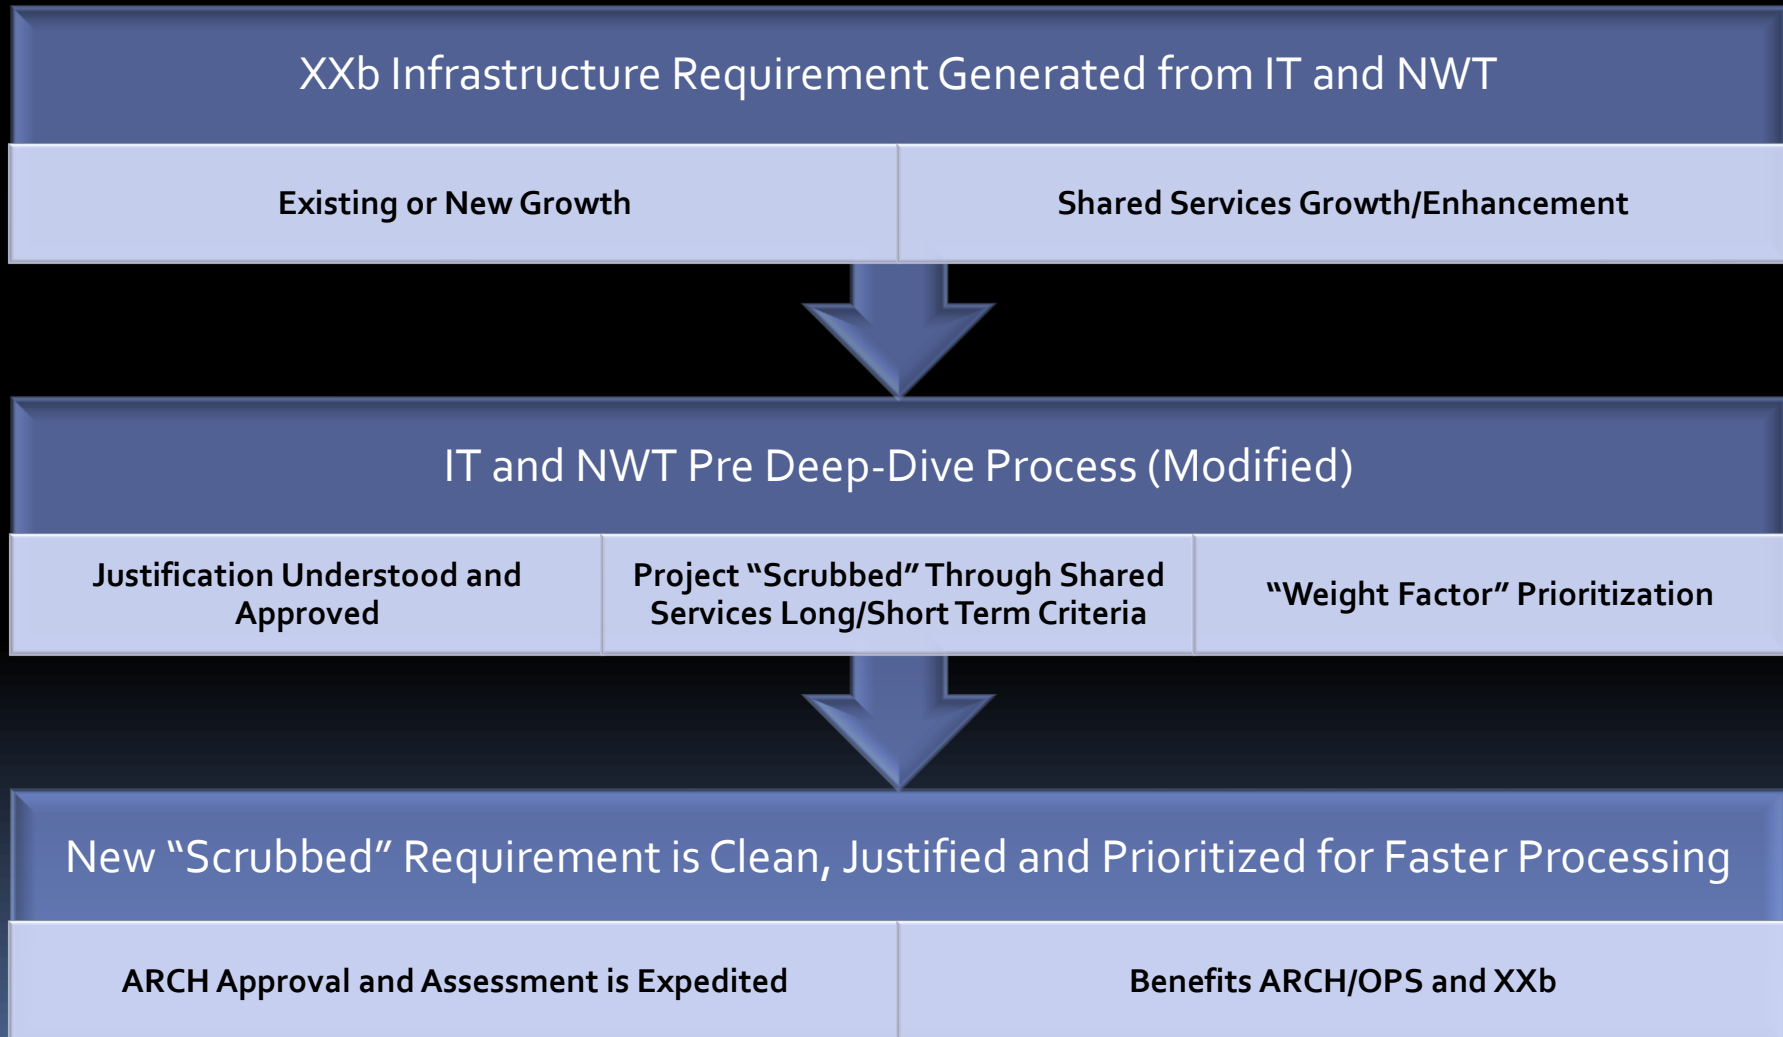 XXb Infrastructure Requirement Generated from IT and NWT
Existing or New Growth
Shared Services Growth/Enhancement
IT and NWT Pre Deep-Dive Process (Modified)
Justification Understood and
Approved
Project “Scrubbed” Through Shared
Services Long/Short Term Criteria
“Weight Factor” Prioritization
New “Scrubbed” Requirement is Clean, Justified and Prioritized for Faster Processing
ARCH Approval and Assessment is Expedited
Benefits ARCH/OPS and XXb